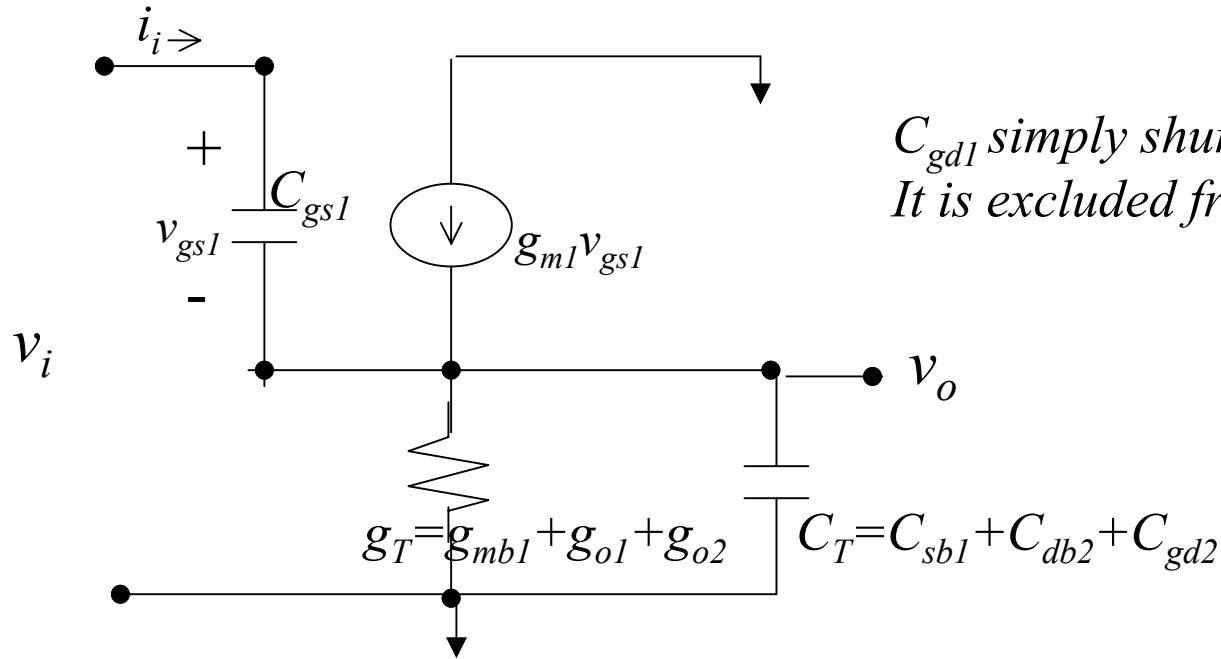 i_i →
C_gd1 simply shu
It is excluded fr
+
C_gs1
v_gs1
g_m1v_gs1
-
v_i
v_o
g_T=g_mb1+g_o1+g_o2
C_T=C_sb1+C_db2+C_gd2